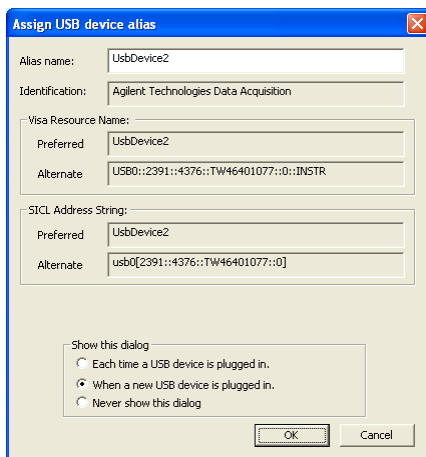 Assign USB device alias
Alias name: UsbDevice2
Identification: Agilent Technologies Data Acquisition
Visa Resource Name:
Preferred UsbDevice2
Alternate USB0::2391::4376::TW46401077::0::INSTR
SICL Address String:
Preferred UsbDevice2
Alternate usb0[2391::4376::TW46401077::0]
Show this dialog
Each time a USB device is plugged in.
When a new USB device is plugged in.
Never show this dialog
OK Cancel